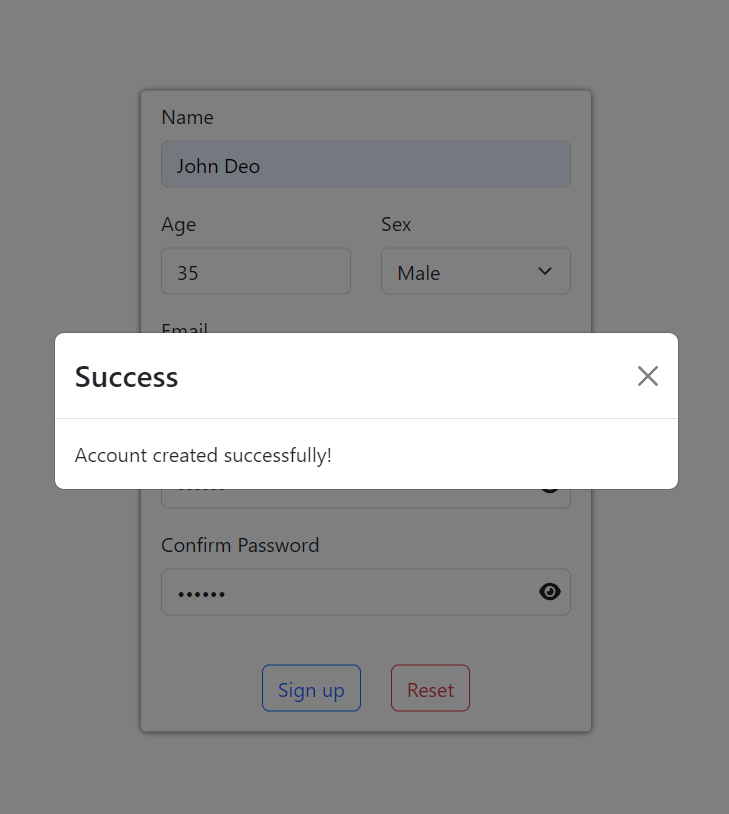 Name
John Deo
Age Sex
35 Male
Email
Success
Account created successfully!
Confirm Password
••••••
Sign up Reset